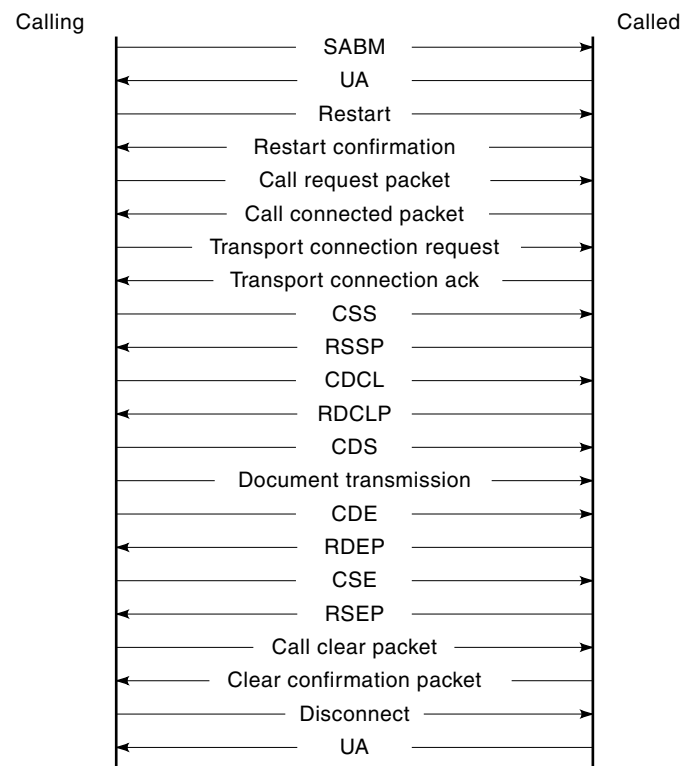 Calling
Called
SABM
UA
Restart
Restart confirmation
Call request packet
Call connected packet
Transport connection request
Transport connection ack
CSS
RSSP
CDCL
RDCLP
CDS
Document transmission
CDE
RDEP
CSE
RSEP
Call clear packet
Clear confirmation packet
Disconnect
UA